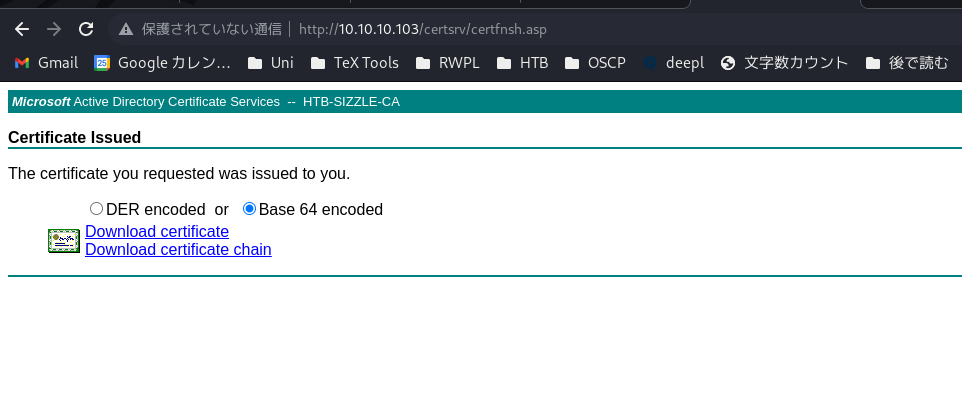 保護されていない通信 | http://10.10.10.103/certsrv/certfnsh.asp
Gmail 25 Google カレン... Uni TeX Tools RWPL HTB OSCP deepl 文字数カウント 後で読む
Microsoft Active Directory Certificate Services -- HTB-SIZZLE-CA
Certificate Issued
The certificate you requested was issued to you.
DER encoded or Base 64 encoded
Download certificate
Download certificate chain